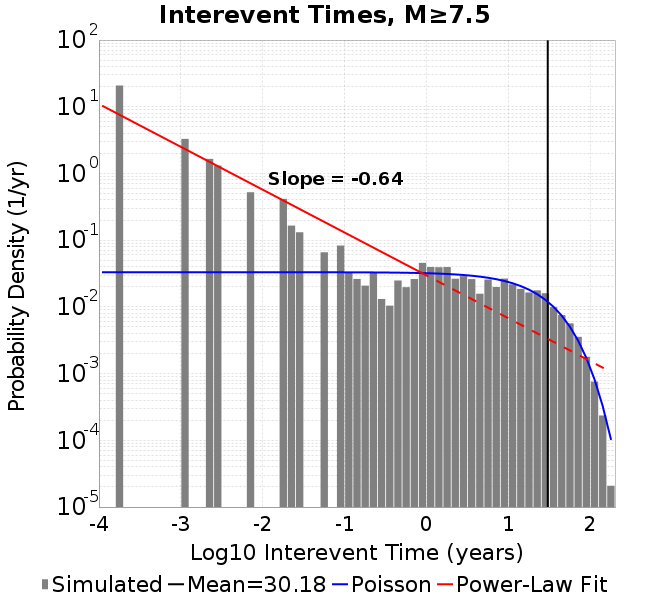 Interevent Times, M≥7.5
Probability Density (1/yr)
10^2
10^1
10^0
10^-1
10^-2
10^-3
10^-4
10^-5
Slope = -0.64
-4 -3 -2 -1 0 1 2
Log10 Interevent Time (years)
Simulated Mean=30.18 Poisson Power-Law Fit